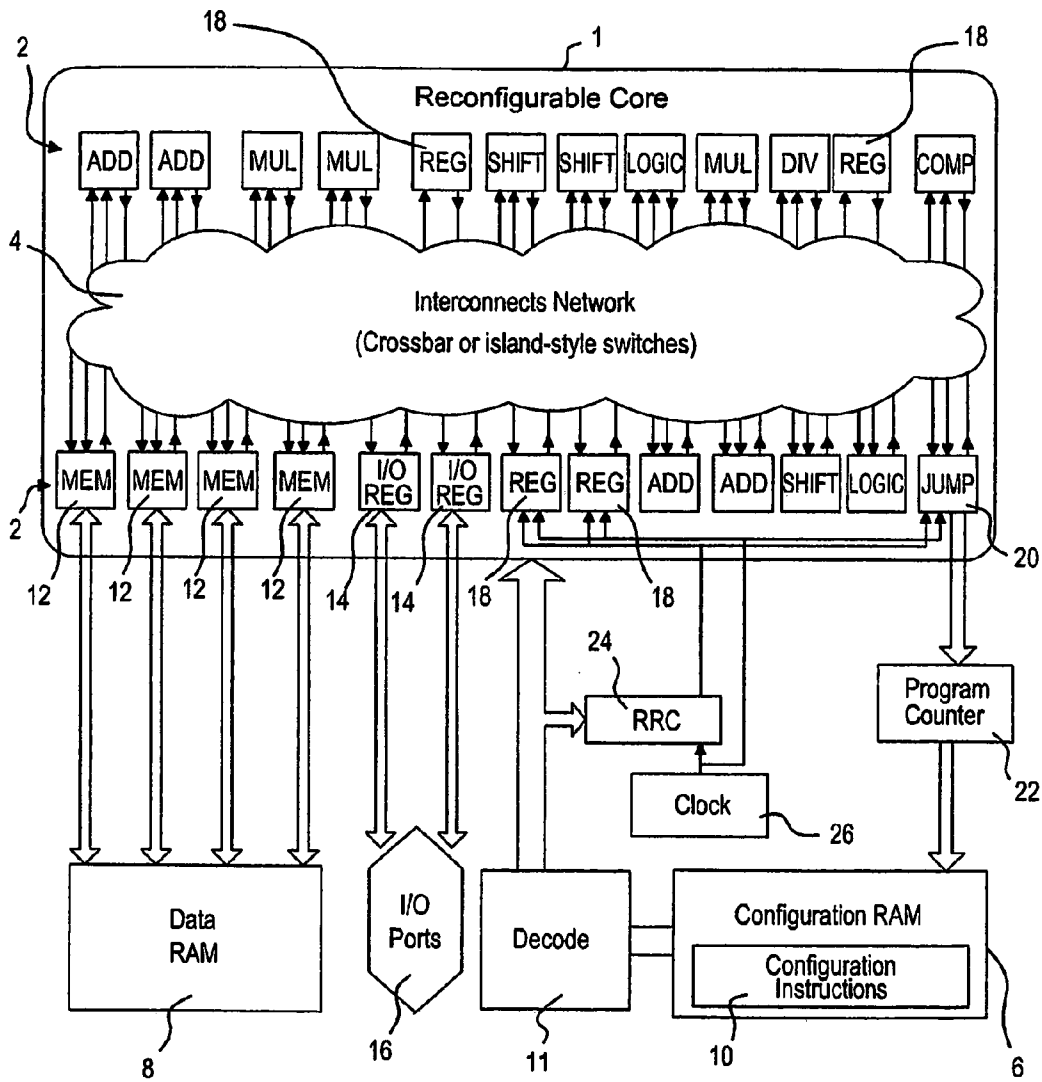 18
1
18
Reconfigurable Core
2
ADD ADD MUL MUL REG SHIFT SHIFT LOGIC MUL DIV REG COMP
4
Interconnects Network
(Crossbar or island-style switches)
2
MEM MEM MEM MEM I/O REG I/O REG REG REG ADD ADD SHIFT LOGIC JUMP
12 12 12 12 14 14 18 18 20
24
RRC
Program
Counter
22
Clock
26
Data
RAM
8
I/O
Ports
16
Decode
11
Configuration RAM
Configuration
Instructions
10
6